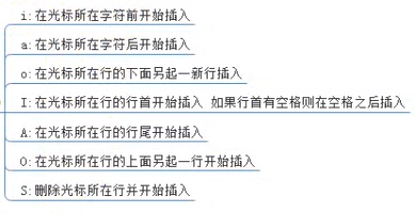 i:在光标所在字符前开始插入
a:在光标所在字符后开始插入
o:在光标所在行的下面另起一新行插入
I:在光标所在行的行首开始插入 如果行首有空格则在空格之后插入
A:在光标所在行的行尾开始插入
O:在光标所在行的上面另起一行开始插入
S:删除光标所在行并开始插入